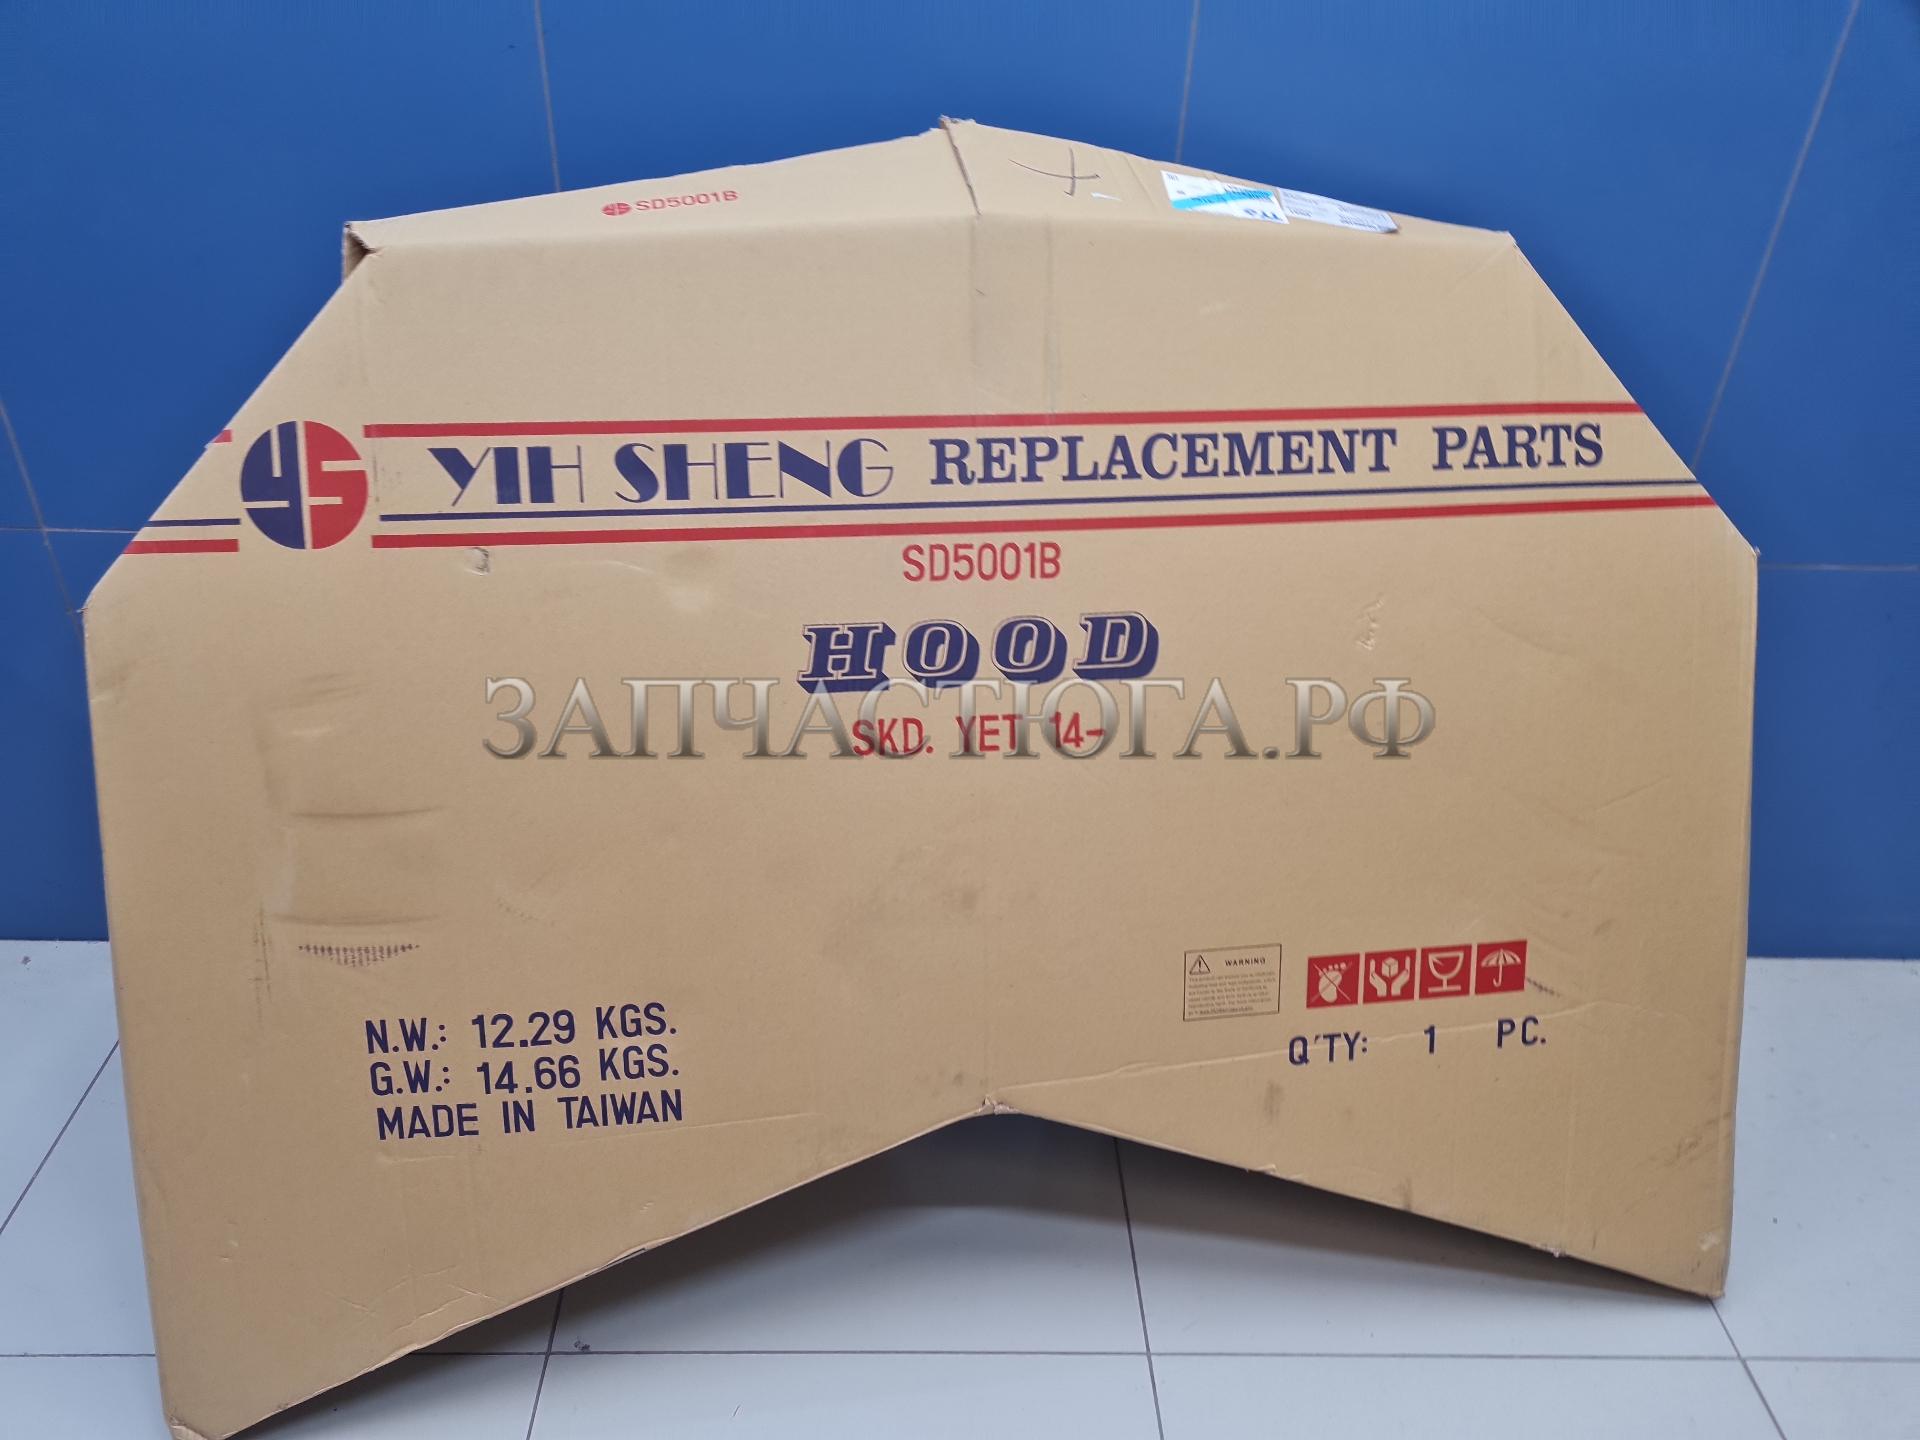 SD5001B
YIH SHENG REPLACEMENT PARTS
SD5001B
HOOD
ЗАПЧАСТЮГА.РФ
SKD. YET 14-
WARNING
N.W.: 12.29 KGS.
G.W.: 14.66 KGS.
MADE IN TAIWAN
Q'TY: 1 PC.